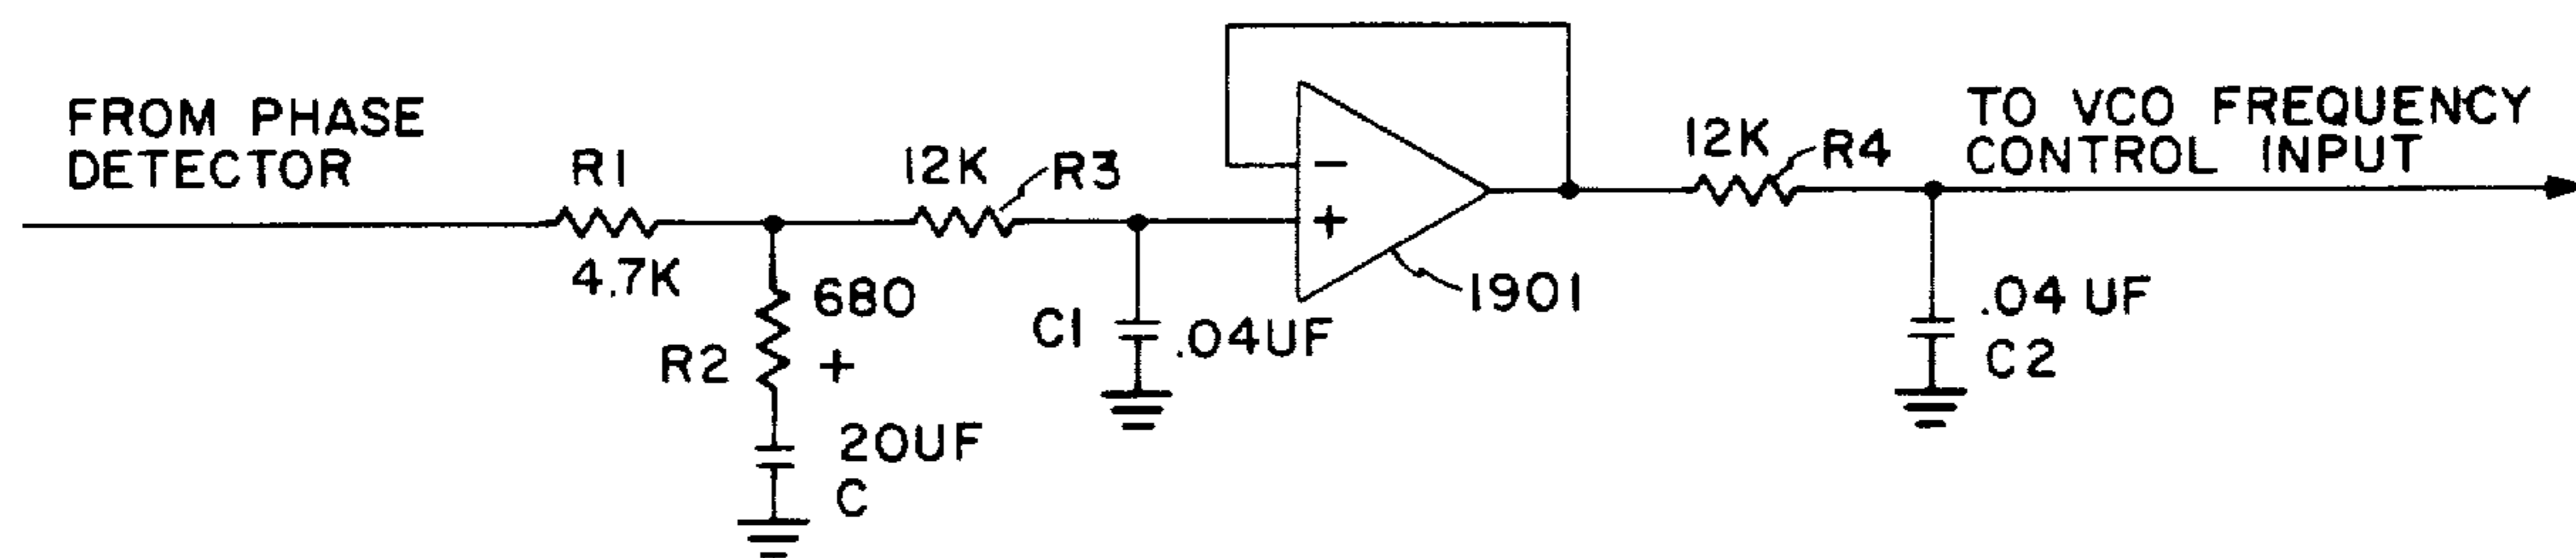 FROM PHASE
DETECTOR
R1
4.7K
680
R2
+
20UF
C
12K
R3
C1
.04UF
-
+
1901
12K
R4
TO VCO FREQUENCY
CONTROL INPUT
.04 UF
C2